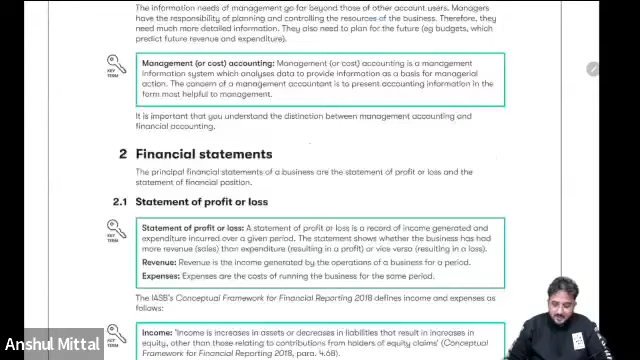 The information needs of management go far beyond those of other account users. Managers
have the responsibility of planning and controlling the resources of the business. Therefore, they
need much more detailed information. They also need to plan for the future (eg budgets, which
predict future revenue and expenditure).
KEY
TERM
Management (or cost) accounting: Management (or cost) accounting is a management
information system which analyses data to provide information as a basis for managerial
action. The concern of a management accountant is to present accounting information in the
form most helpful to management.
It is important that you understand the distinction between management accounting and
financial accounting.
2 Financial statements
The principal financial statements of a business are the statement of profit or loss and the
statement of financial position.
2.1 Statement of profit or loss
KEY
TERM
Statement of profit or loss: A statement of profit or loss is a record of income generated and
expenditure incurred over a given period. The statement shows whether the business has had
more revenue (sales) than expenditure (resulting in a profit) or vice versa (resulting in a loss).
Revenue: Revenue is the income generated by the operations of a business for a period.
Expenses: Expenses are the costs of running the business for the same period.
The IASB's Conceptual Framework for Financial Reporting 2018 defines income and expenses as
follows:
KEY
TERM
Income: 'Income is increases in assets or decreases in liabilities that result in increases in
equity, other than those relating to contributions from holders of equity claims' (Conceptual
Framework for Financial Reporting 2018, para. 4.68).
Anshul Mittal